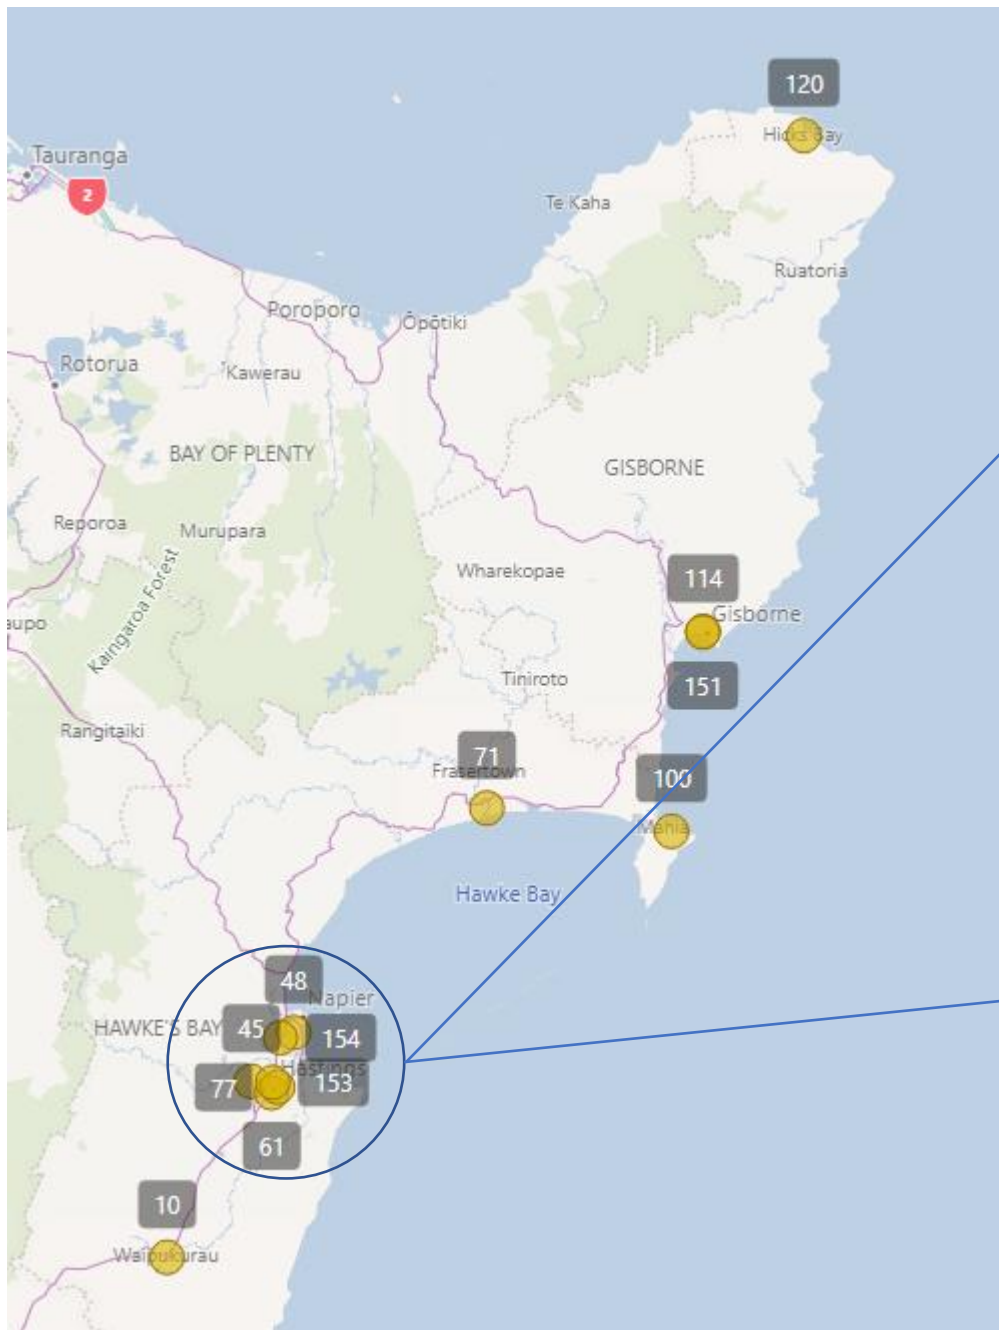 120
Hicks Bay
Tauranga
2
Te Kaha
Ruatoria
Poroporo
Ōpōtiki
Rotorua
Kawerau
BAY OF PLENTY
GISBORNE
Reporoa
Murupara
Kaingaroa Forest
Wharekopae
114
Gisborne
aupo
Tiniroto
151
Rangitaiki
71
Frasertown
100
Mahia
Hawke Bay
48
Napier
HAWKE'S BAY
45
154
Hastings
77
153
61
10
Waipukurau